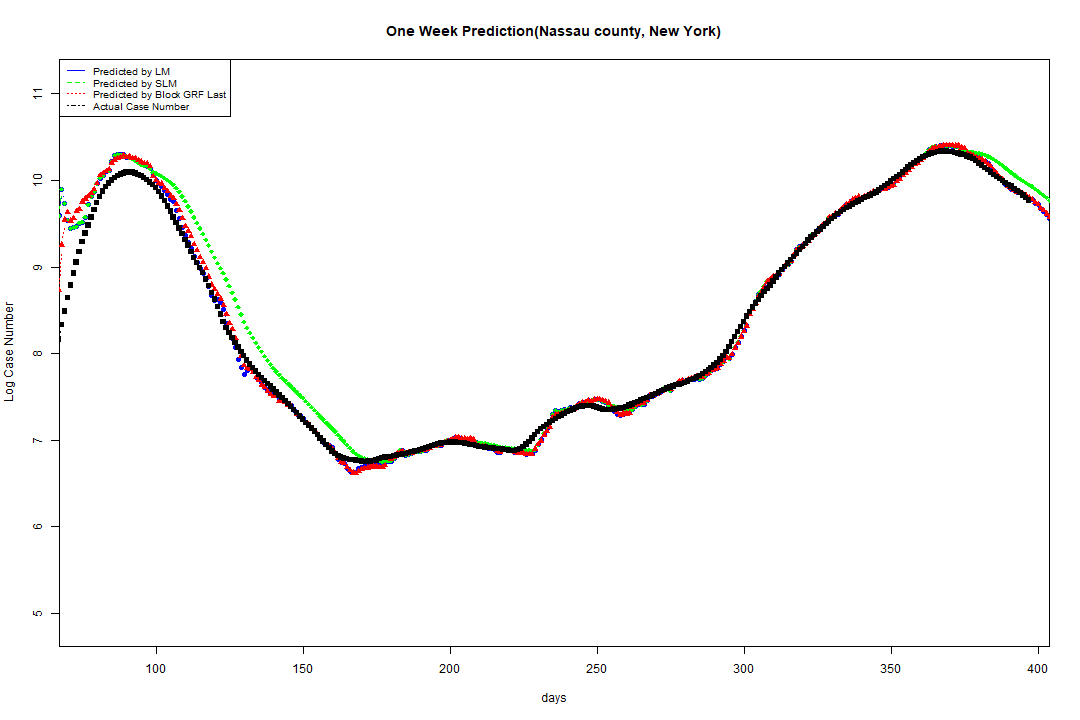 One Week Prediction(Nassau county, New York)
Predicted by LM
Predicted by SLM
Predicted by Block GRF Last
Actual Case Number
11
10
9
8
7
6
5
Log Case Number
100 150 200 250 300 350 400
days